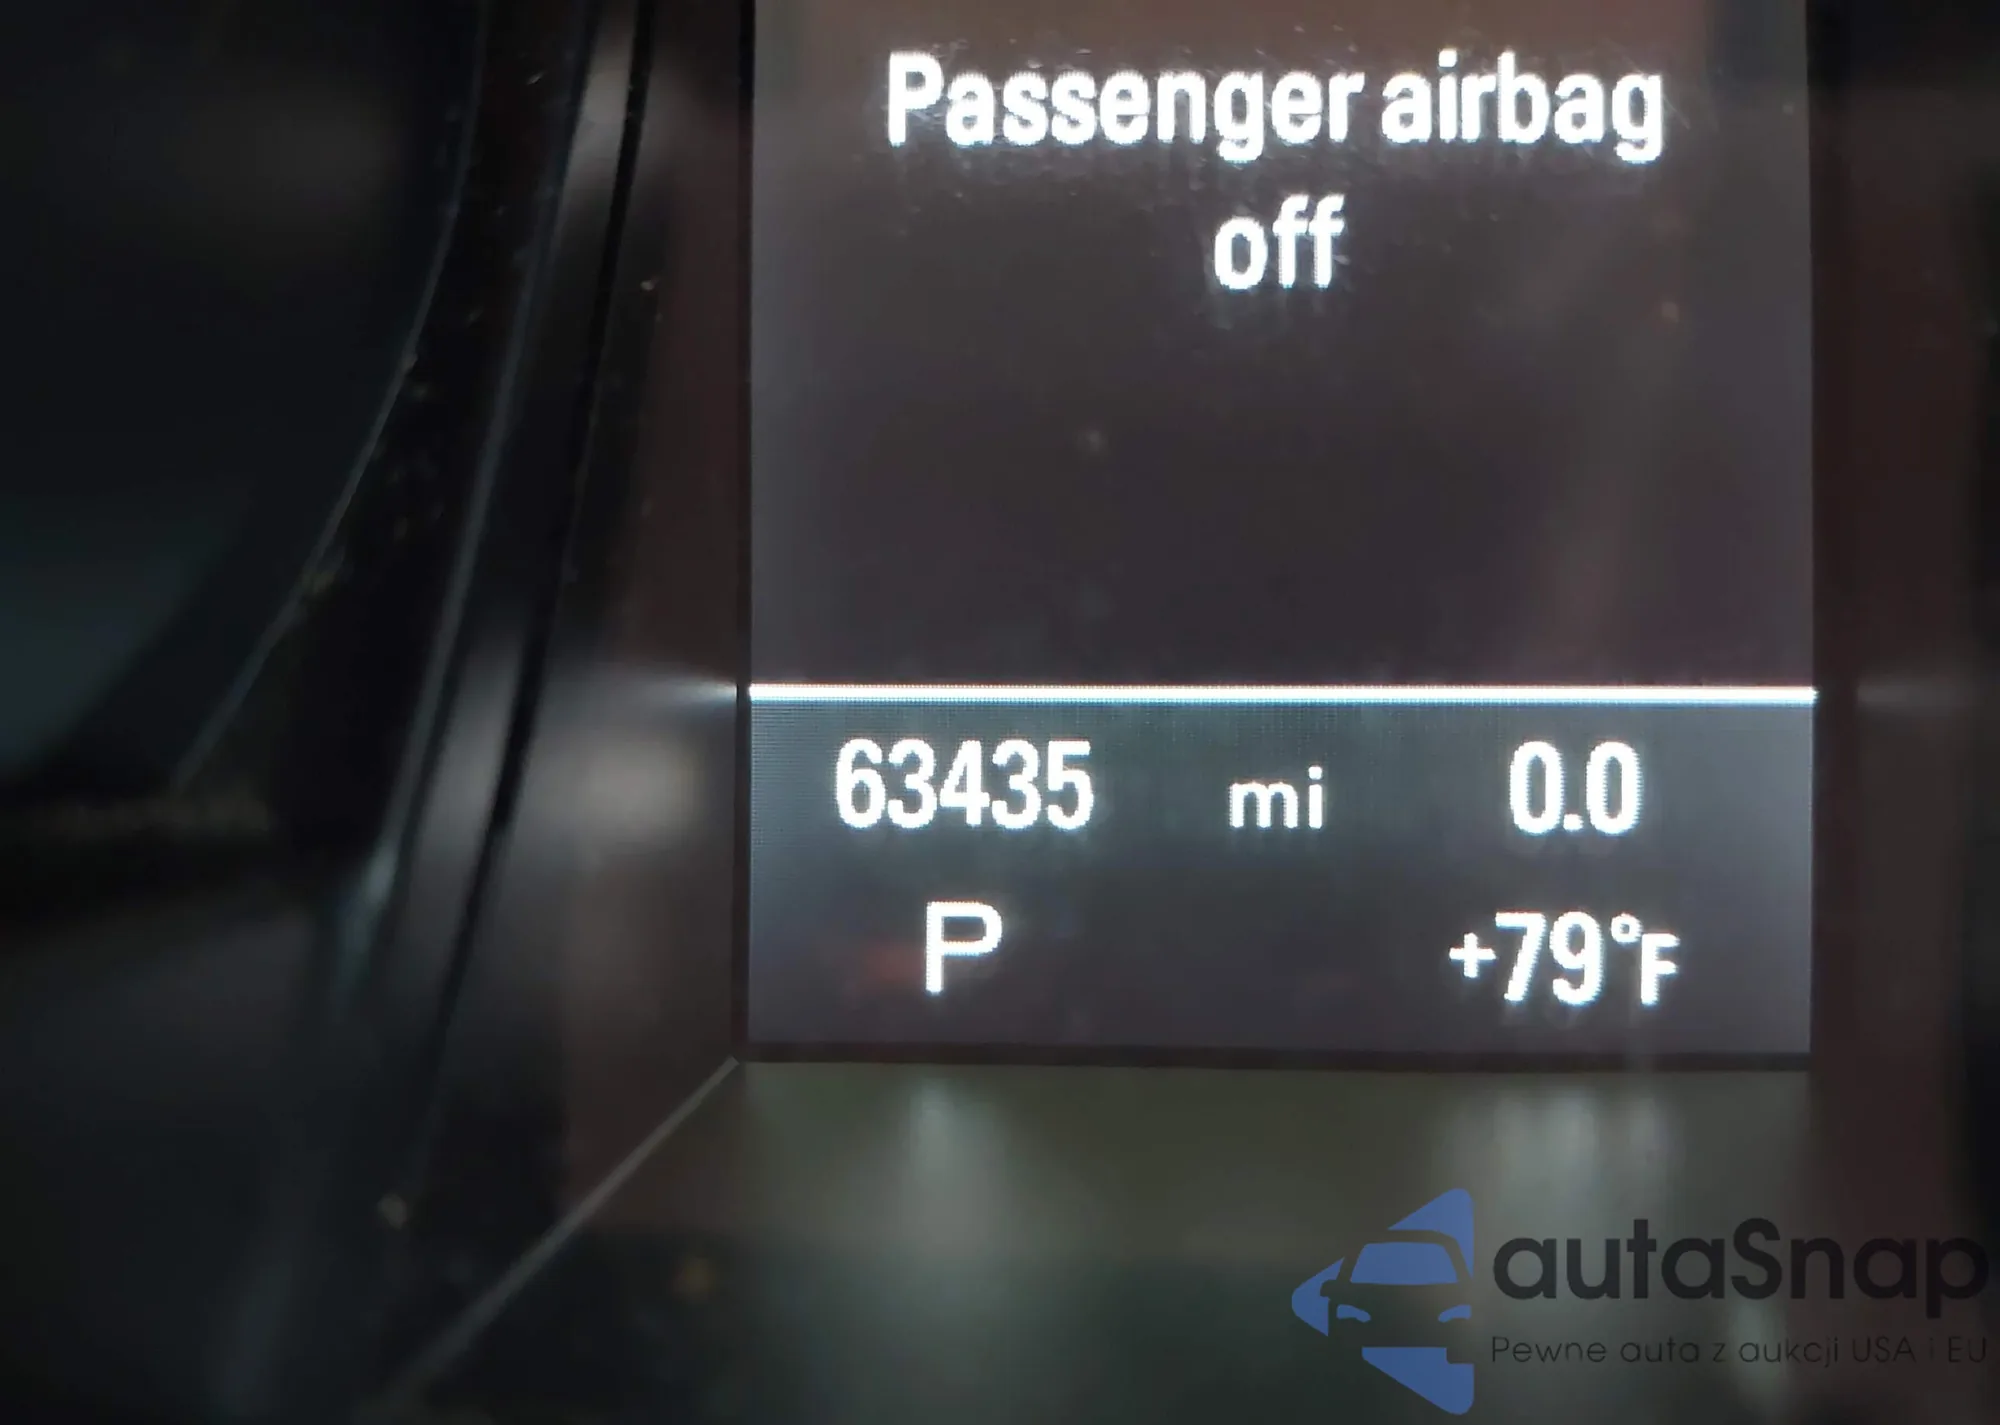 Passenger airbag
off
63435 mi 0.0
P +79°F
autaSnap
Pewne auta z aukcji USA i EU